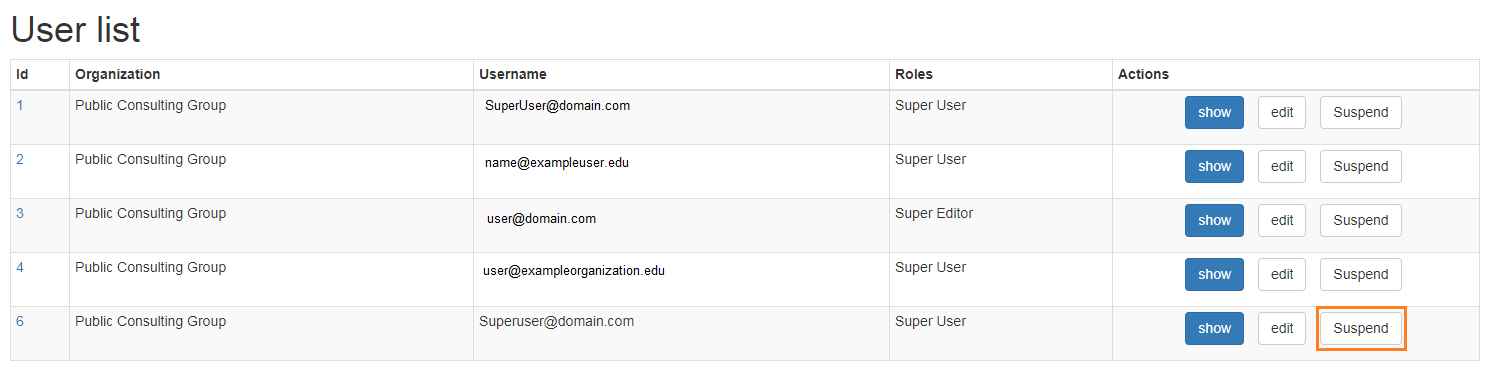 User list
Id Organization Username Roles Actions
1 Public Consulting Group SuperUser@domain.com Super User show edit Suspend
2 Public Consulting Group name@exampleuser.edu Super User show edit Suspend
3 Public Consulting Group user@domain.com Super Editor show edit Suspend
4 Public Consulting Group user@exampleorganization.edu Super User show edit Suspend
6 Public Consulting Group Superuser@domain.com Super User show edit Suspend